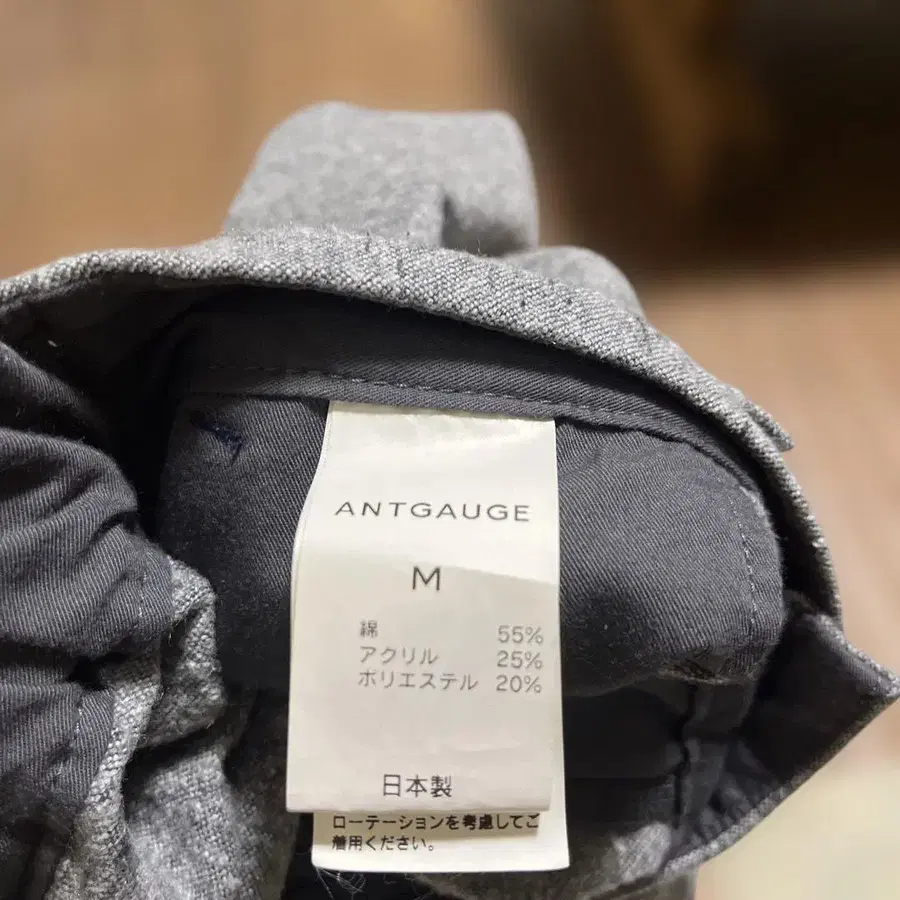 ANTGAUGE
M
綿 55%
アクリル 25%
ポリエステル 20%
日本製
ローテーションを考慮してご
着用ください。